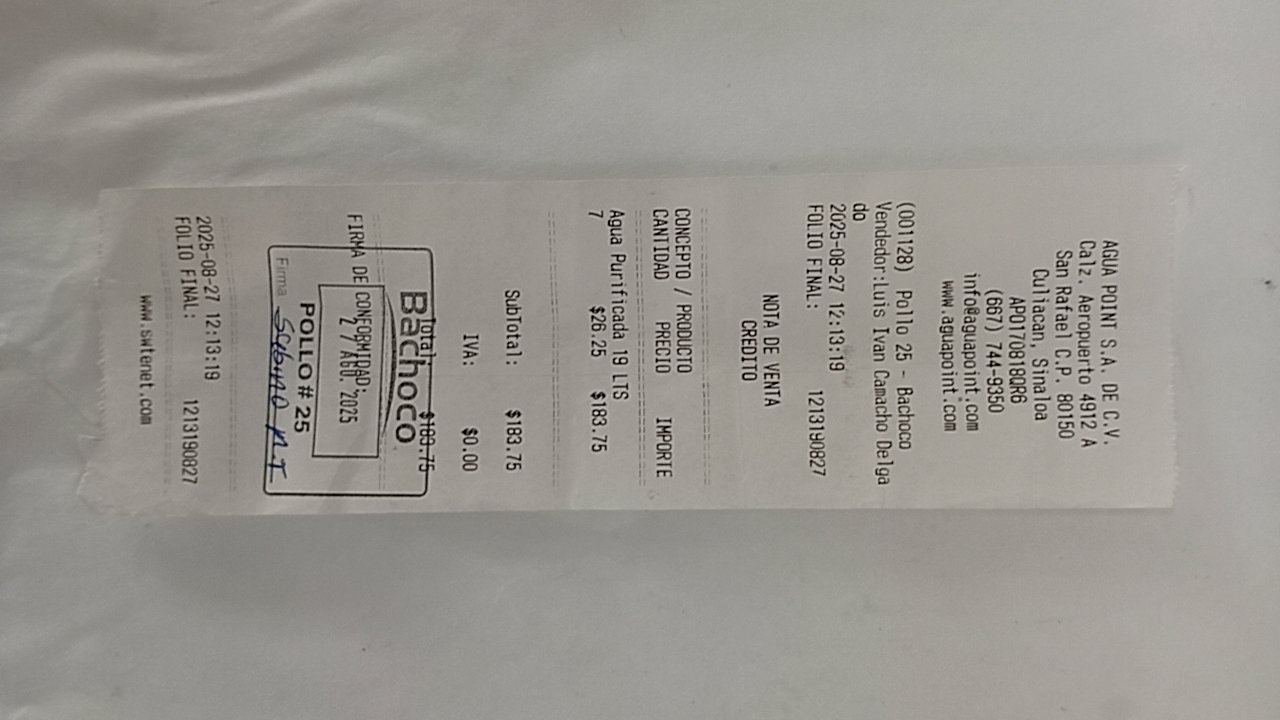 AGUA POINT S.A. DE C.V.
Calz. Aeropuerto 4912 A
San Rafael C.P. 80150
Culiacan, Sinaloa
APO170818QR6
(667) 744-9350
info@aguapoint.com
www.aguapoint.com
(001128) Pollo 25 - Bachoco
Vendedor:Luis Ivan Camacho Delga
do
2025-08-27 12:13:19
FOLIO FINAL: 1213190827
NOTA DE VENTA
CREDITO
CONCEPTO / PRODUCTO
CANTIDAD PRECIO IMPORTE
Agua Purificada 19 LTS
7 $26.25 $183.75
SubTotal: $183.75
IVA: $0.00
Total: $183.75
Bachoco
FIRMA DE CONFORMIDAD:
27 AGO. 2025
POLLO # 25
Firma
2025-08-27 12:13:19
FOLIO FINAL: 1213190827
www.swtenet.com